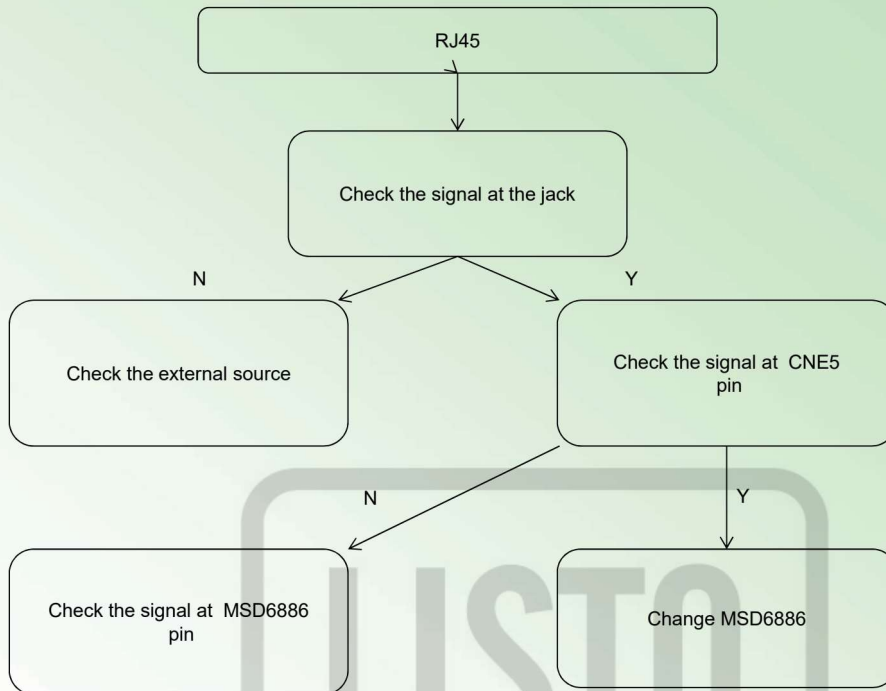 RJ45
Check the signal at the jack
N
Y
Check the external source
Check the signal at CNE5
pin
N
Y
Check the signal at MSD6886
pin
Change MSD6886
LISTO